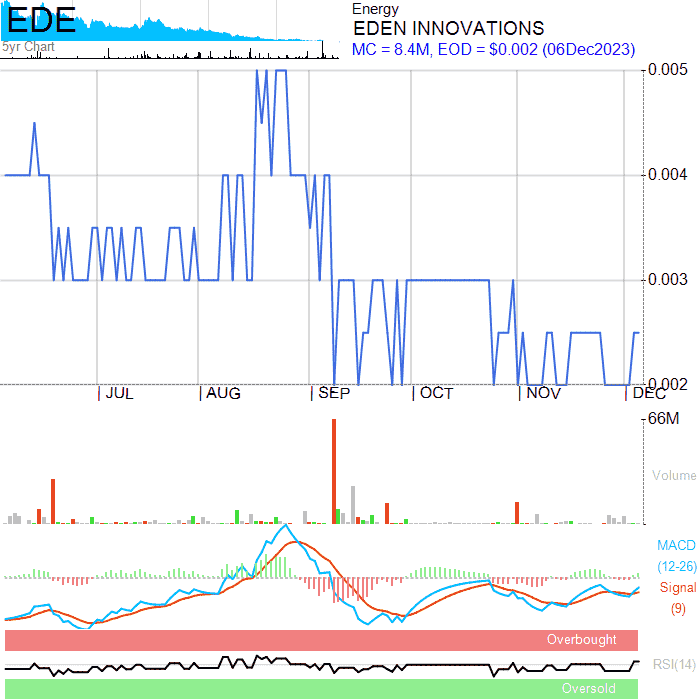 EDE
5yr Chart
Energy
EDEN INNOVATIONS
MC = 8.4M, EOD = $0.002 (06Dec2023)
0.005
0.004
0.003
0.002
JUL AUG SEP OCT NOV DEC
66M
Volume
MACD
(12-26)
Signal
(9)
Overbought
RSI(14)
Oversold